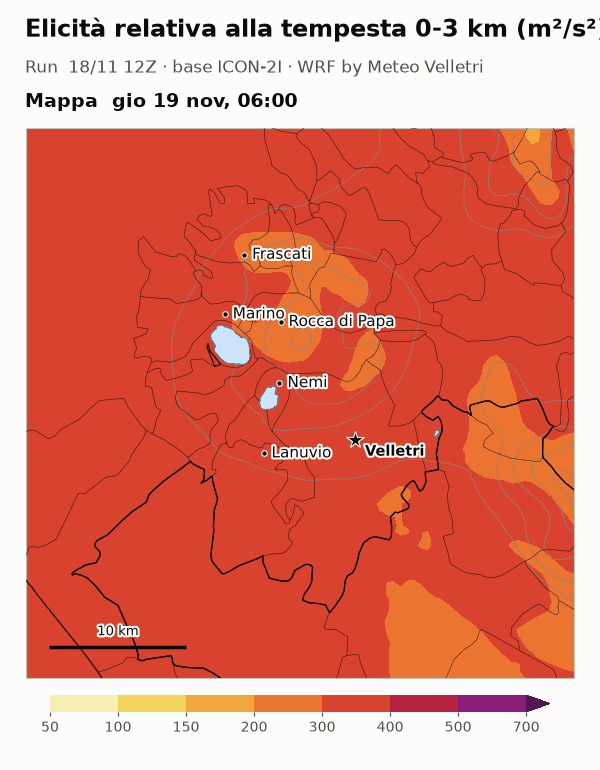 Elicità relativa alla tempesta 0-3 km (m²/s²)
Run  18/11 12Z · base ICON-2I · WRF by Meteo Velletri
Mappa  gio 19 nov, 06:00
Frascati
Marino
Rocca di Papa
Nemi
Velletri
Lanuvio
10 km
50 100 150 200 300 400 500 700